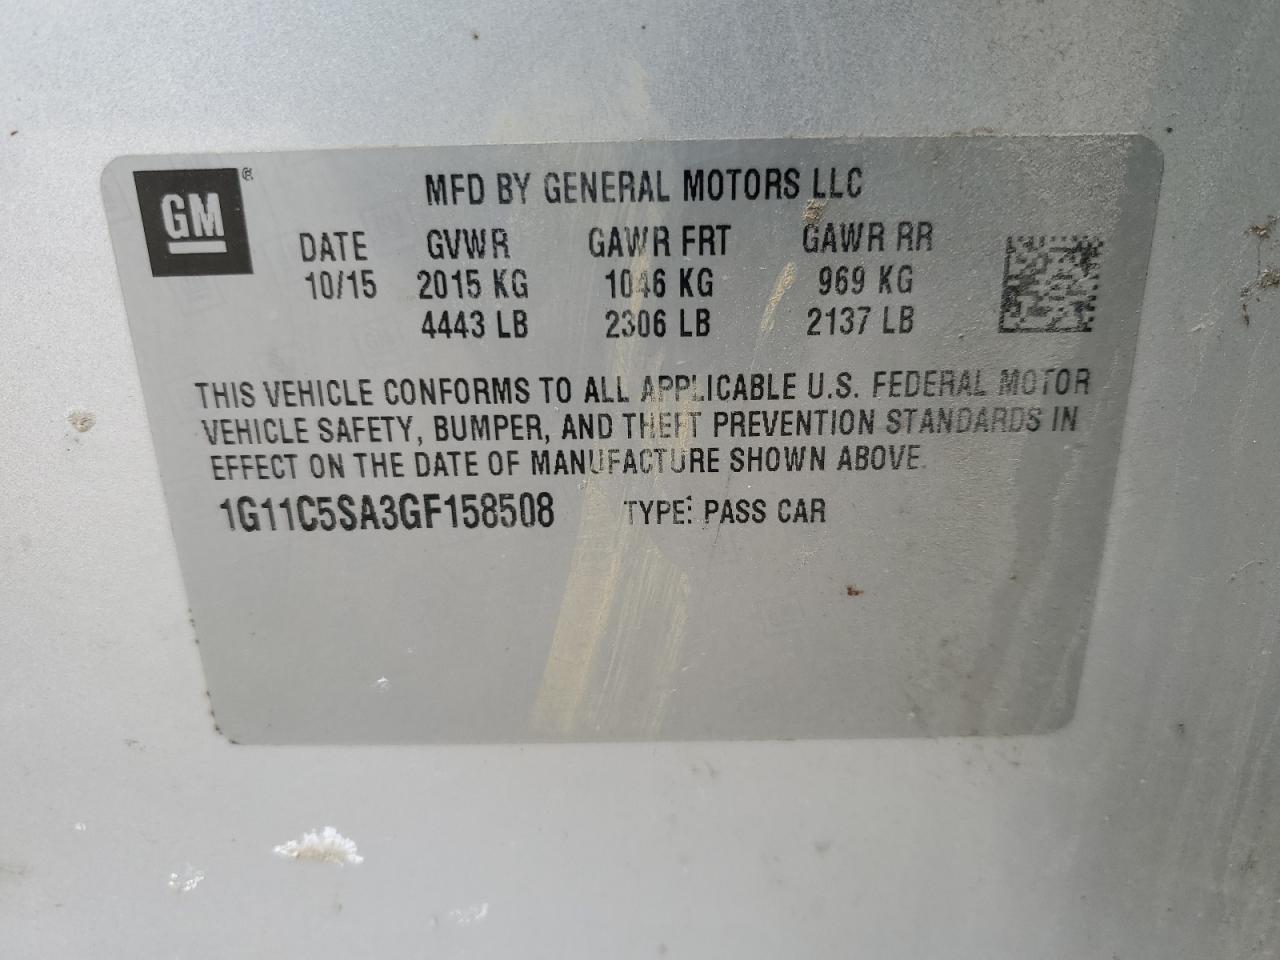 GM ®
MFD BY GENERAL MOTORS LLC
DATE GVWR GAWR FRT GAWR RR
10/15 2015 KG 1046 KG 969 KG
4443 LB 2306 LB 2137 LB
THIS VEHICLE CONFORMS TO ALL APPLICABLE U.S. FEDERAL MOTOR
VEHICLE SAFETY, BUMPER, AND THEFT PREVENTION STANDARDS IN
EFFECT ON THE DATE OF MANUFACTURE SHOWN ABOVE.
1G11C5SA3GF158508 TYPE: PASS CAR